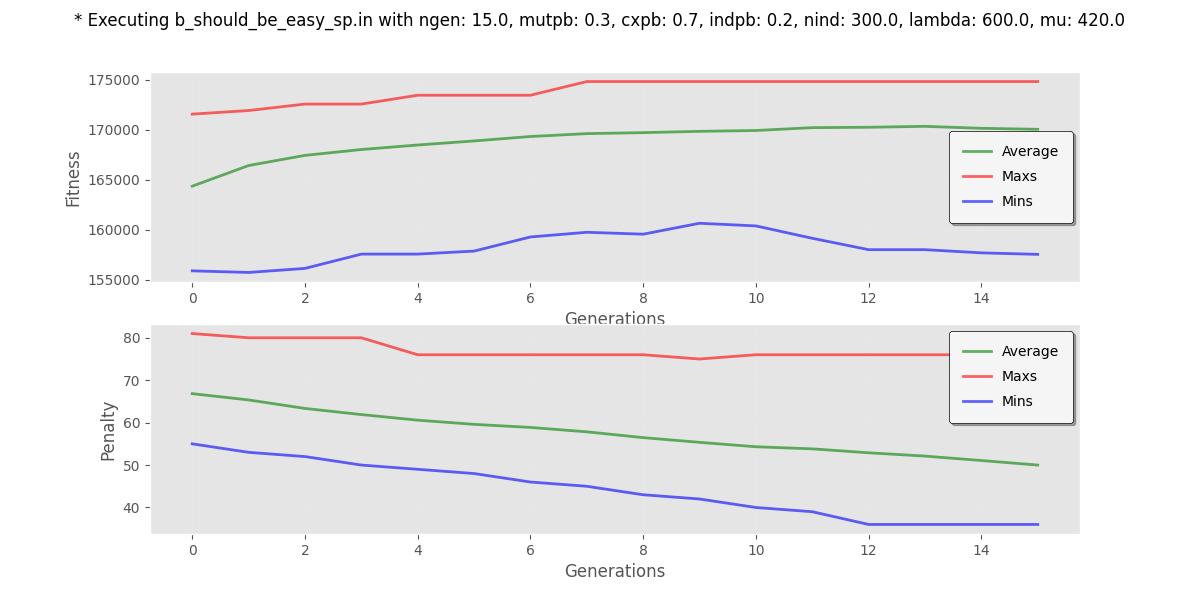 * Executing b_should_be_easy_sp.in with ngen: 15.0, mutpb: 0.3, cxpb: 0.7, indpb: 0.2, nind: 300.0, lambda: 600.0, mu: 420.0
175000
170000
165000
160000
155000
Fitness
Average
Maxs
Mins
0 2 4 6 8 10 12 14
Generations
80
70
60
50
40
Penalty
Average
Maxs
Mins
0 2 4 6 8 10 12 14
Generations